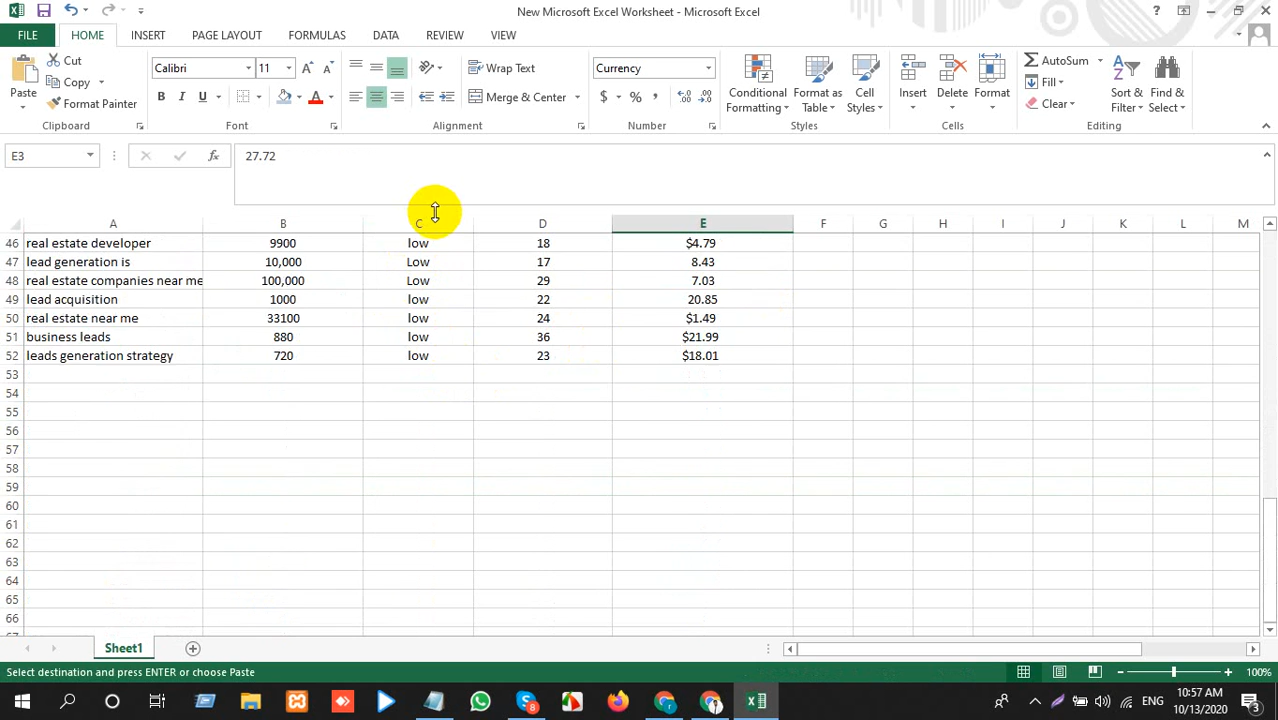 New Microsoft Excel Worksheet - Microsoft Excel
FILE HOME INSERT PAGE LAYOUT FORMULAS DATA REVIEW VIEW
Paste Cut Copy Format Painter
Calibri 11
B I U A
Wrap Text
Merge & Center
Currency
$ % ,
Conditional Formatting
Format as Table
Cell Styles
Insert Delete Format
AutoSum
Fill
Clear
Sort & Filter
Find & Select
Clipboard Font Alignment Number Styles Cells Editing
E3 fx 27.72
A B C D E F G H I J K L M
46 real estate developer 9900 low 18 $4.79
47 lead generation is 10,000 Low 17 8.43
48 real estate companies near me 100,000 Low 29 7.03
49 lead acquisition 1000 low 22 20.85
50 real estate near me 33100 low 24 $1.49
51 business leads 880 low 36 $21.99
52 leads generation strategy 720 low 23 $18.01
53
54
55
56
57
58
59
60
61
62
63
64
65
66
67
Sheet1
Select destination and press ENTER or choose Paste 100%
ENG 10:57 AM
10/13/2020